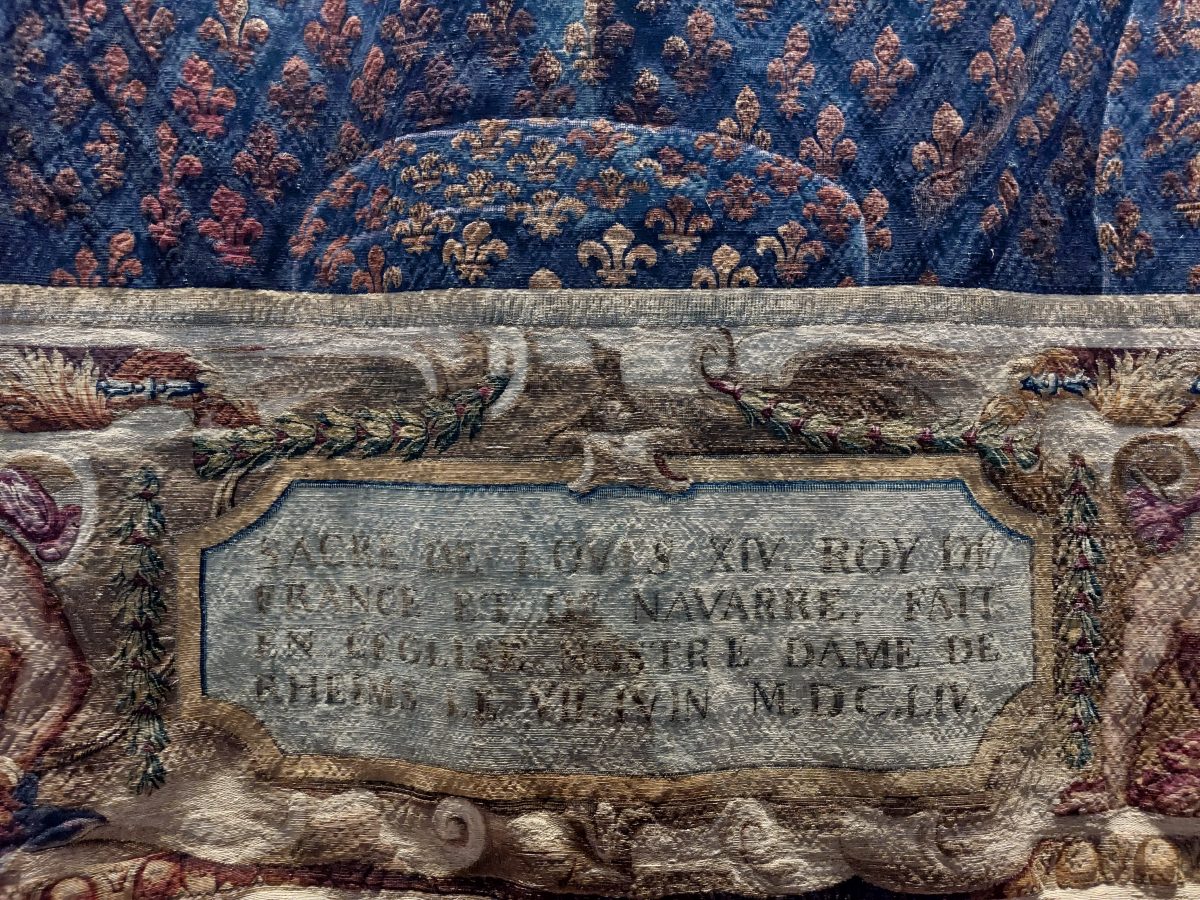 SACRE DE LOVIS XIV. ROY DE
FRANCE ET DE NAVARRE, FAIT
EN L'EGLISE NOSTRE DAME DE
RHEIMS LE VII. IVIN M.DC.LIV.